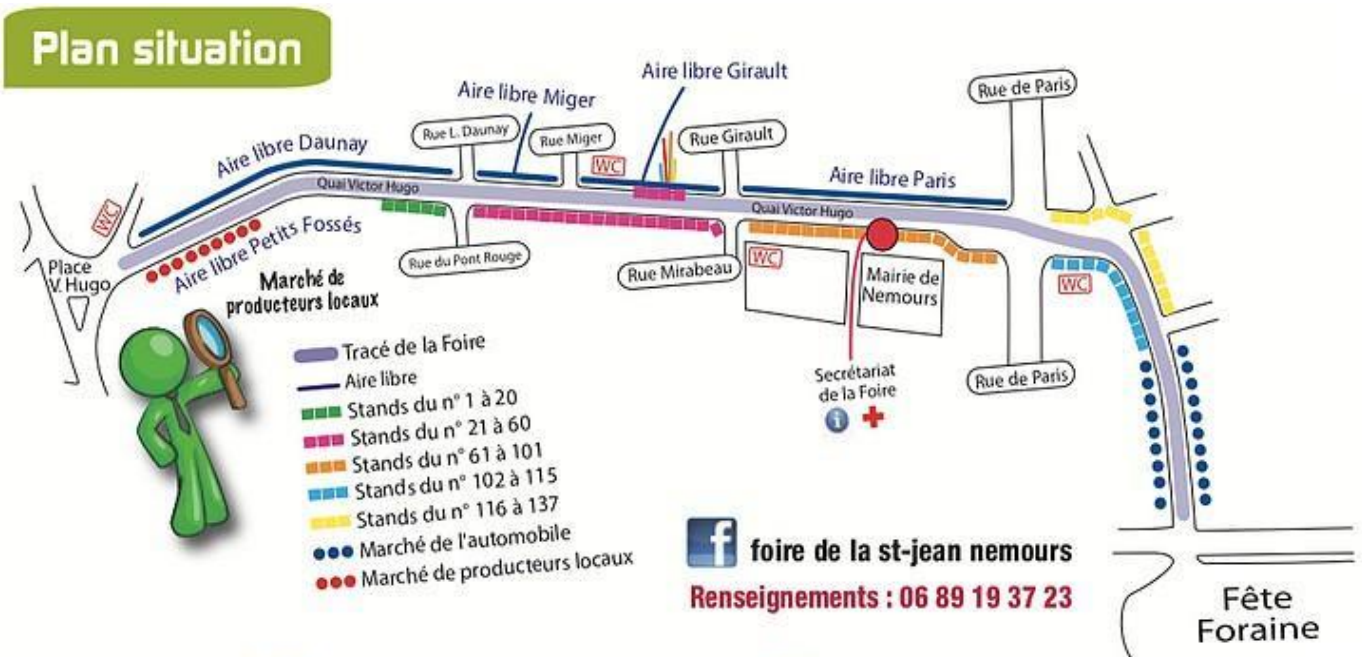 Plan situation
Aire libre Girault
Aire libre Miger
Rue de Paris
Rue L. Daunay
Rue Miger
Rue Girault
Aire libre Daunay
WC
Aire libre Paris
Quai Victor Hugo
Quai Victor Hugo
WC
Aire libre Petits Fossés
Rue du Pont Rouge
Rue Mirabeau
WC
Place
V. Hugo
Marché de
producteurs locaux
Mairie de
Nemours
WC
Tracé de la Foire
Aire libre
Stands du n° 1 à 20
Stands du n° 21 à 60
Stands du n° 61 à 101
Stands du n° 102 à 115
Stands du n° 116 à 137
Marché de l'automobile
Marché de producteurs locaux
Secrétariat
de la Foire
i
Rue de Paris
f
foire de la st-jean nemours
Renseignements : 06 89 19 37 23
Fête
Foraine